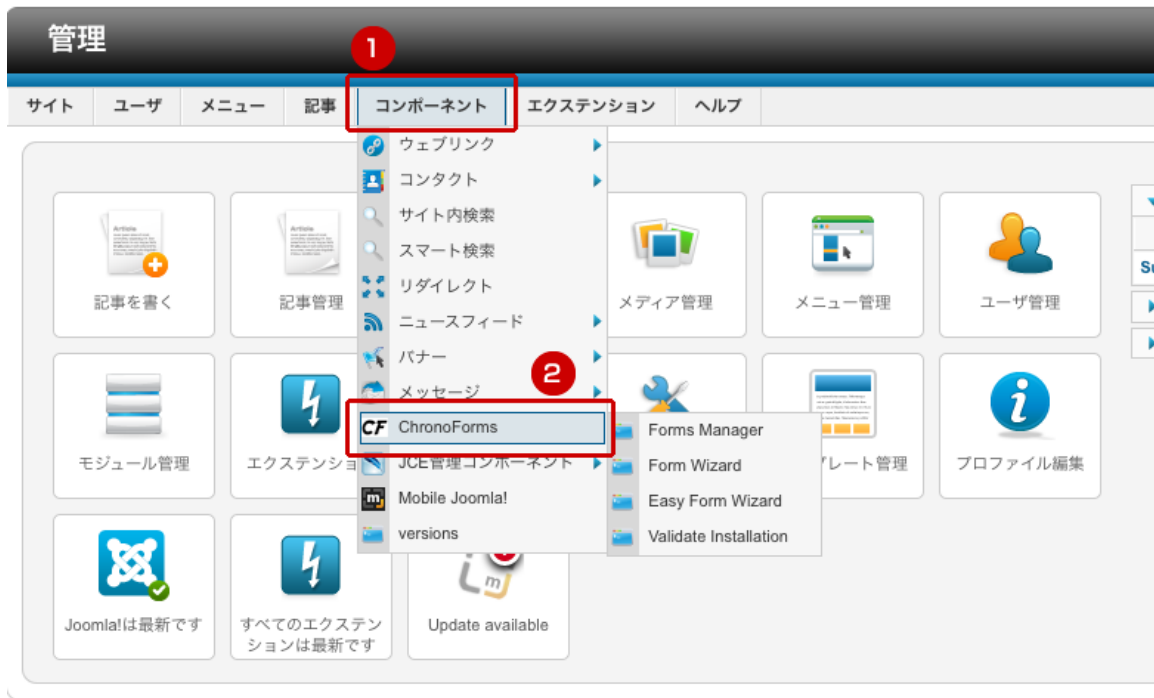 管理
1
サイト
ユーザ
メニュー
記事
コンポーネント
エクステンション
ヘルプ
ウェブリンク
コンタクト
サイト内検索
スマート検索
リダイレクト
ニュースフィード
バナー
2
メッセージ
CF ChronoForms
JCE管理コンポーネント
Mobile Joomla!
versions
Forms Manager
Form Wizard
Easy Form Wizard
Validate Installation
Article
Article
記事を書く
記事管理
メディア管理
メニュー管理
ユーザ管理
Su
モジュール管理
エクステンショ
プレート管理
プロファイル編集
Joomla!は最新です
すべてのエクステン
ションは最新です
Update available